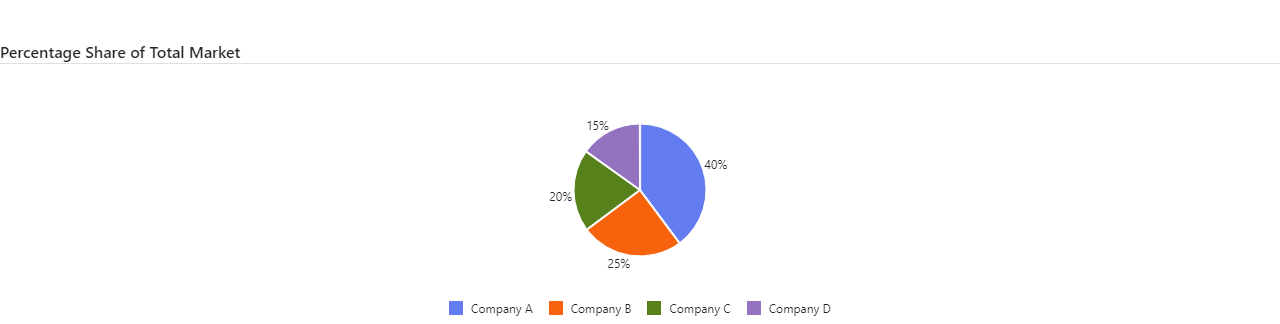 Percentage Share of Total Market
15%
40%
20%
25%
Company A Company B Company C Company D